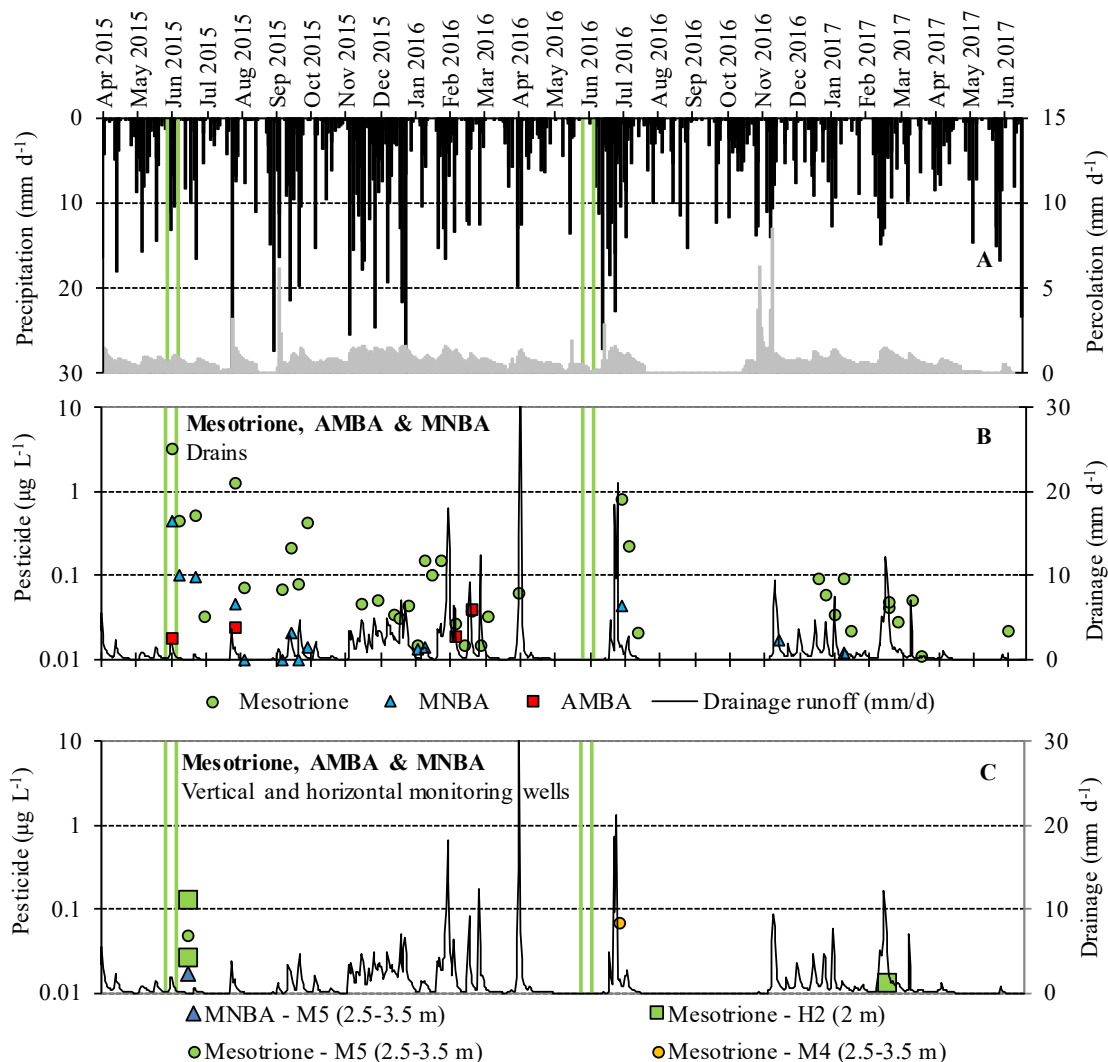 Apr 2015
May 2015
Jun 2015
Jul 2015
Aug 2015
Sep 2015
Oct 2015
Nov 2015
Dec 2015
Jan 2016
Feb 2016
Mar 2016
Apr 2016
May 2016
Jun 2016
Jul 2016
Aug 2016
Sep 2016
Oct 2016
Nov 2016
Dec 2016
Jan 2017
Feb 2017
Mar 2017
Apr 2017
May 2017
Jun 2017
Precipitation (mm d-1)
0
10
20
30
A
15
10
5
0
Percolation (mm d-1)
Pesticide (µg L-1)
10
1
0.1
0.01
Mesotrione, AMBA & MNBA
Drains
B
30
20
10
0
Drainage (mm d-1)
Mesotrione MNBA AMBA Drainage runoff (mm/d)
Pesticide (µg L-1)
10
1
0.1
0.01
Mesotrione, AMBA & MNBA
Vertical and horizontal monitoring wells
C
30
20
10
0
Drainage (mm d-1)
MNBA - M5 (2.5-3.5 m) Mesotrione - H2 (2 m)
Mesotrione - M5 (2.5-3.5 m) Mesotrione - M4 (2.5-3.5 m)